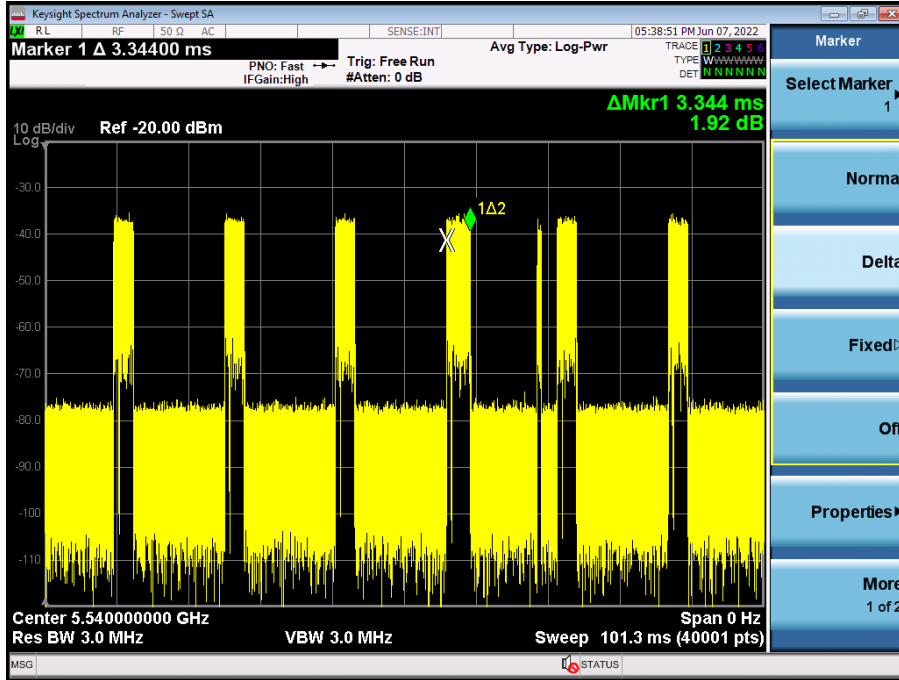 Keysight Spectrum Analyzer - Swept SA
LXI RL RF 50 Ω AC SENSE:INT 05:38:51 PM Jun 07, 2022
Marker 1 Δ 3.34400 ms
Avg Type: Log-Pwr
TRACE 1 2 3 4 5 6
TYPE WWWWWW
DET N N N N N N
PNO: Fast
IFGain:High
Trig: Free Run
#Atten: 0 dB
ΔMkr1 3.344 ms
1.92 dB
10 dB/div Ref -20.00 dBm
Log
-30.0
-40.0
-50.0
-60.0
-70.0
-80.0
-90.0
-100
-110
1Δ2
X
Center 5.540000000 GHz Span 0 Hz
Res BW 3.0 MHz VBW 3.0 MHz Sweep 101.3 ms (40001 pts)
MSG STATUS
Marker
Select Marker
1
Norma
Delta
Fixed
Off
Properties
More
1 of 2